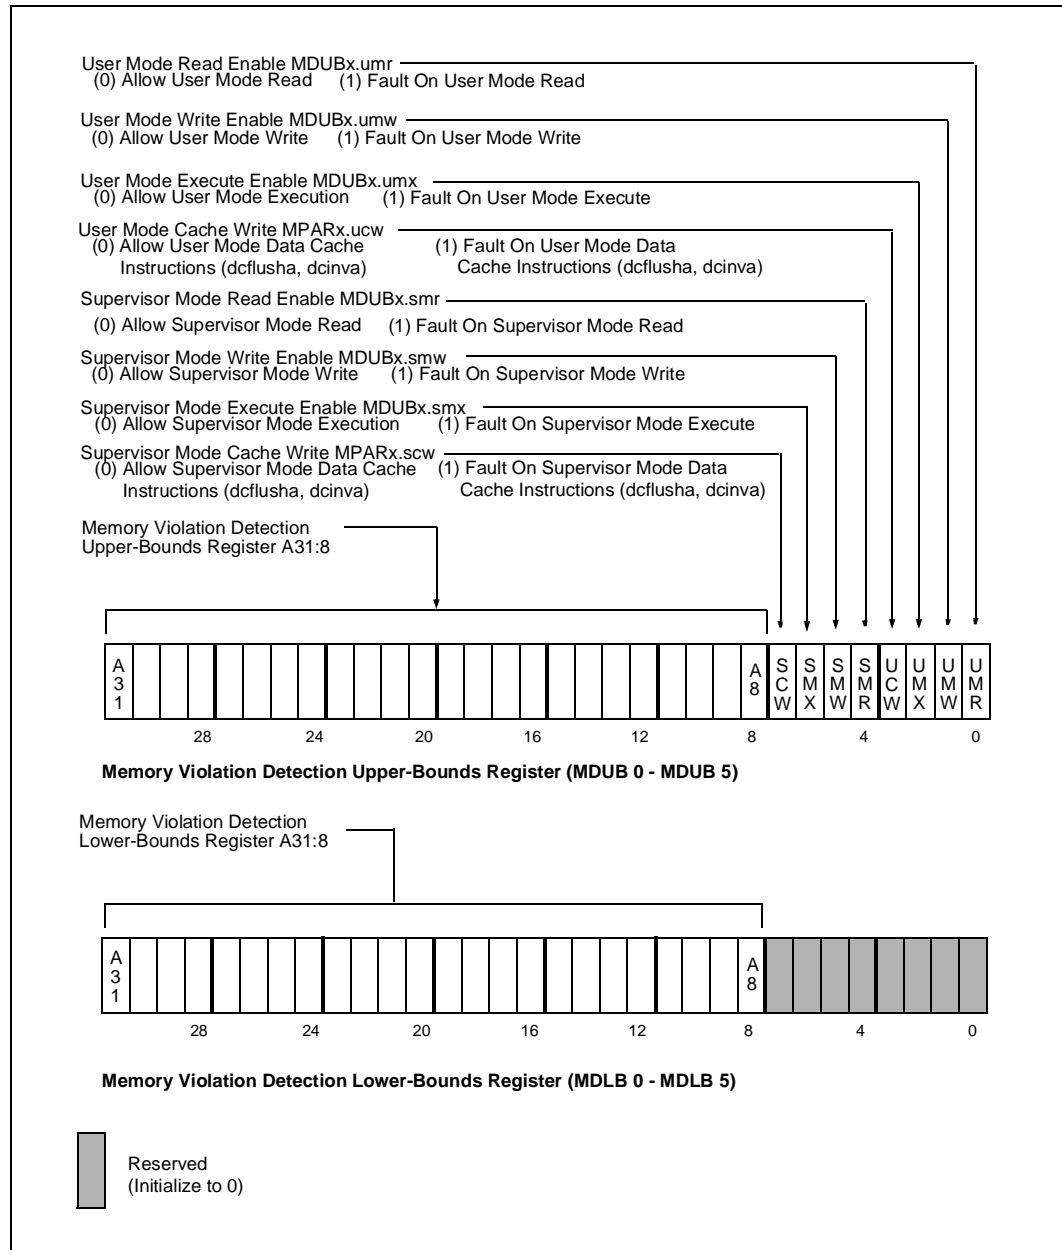 User Mode Read Enable MDUBx.umr
(0) Allow User Mode Read (1) Fault On User Mode Read
User Mode Write Enable MDUBx.umw
(0) Allow User Mode Write (1) Fault On User Mode Write
User Mode Execute Enable MDUBx.umx
(0) Allow User Mode Execution (1) Fault On User Mode Execute
User Mode Cache Write MPARx.ucw
(0) Allow User Mode Data Cache (1) Fault On User Mode Data
Instructions (dcflusha, dcinva) Cache Instructions (dcflusha, dcinva)
Supervisor Mode Read Enable MDUBx.smr
(0) Allow Supervisor Mode Read (1) Fault On Supervisor Mode Read
Supervisor Mode Write Enable MDUBx.smw
(0) Allow Supervisor Mode Write (1) Fault On Supervisor Mode Write
Supervisor Mode Execute Enable MDUBx.smx
(0) Allow Supervisor Mode Execution (1) Fault On Supervisor Mode Execute
Supervisor Mode Cache Write MPARx.scw
(0) Allow Supervisor Mode Data Cache (1) Fault On Supervisor Mode Data
Instructions (dcflusha, dcinva) Cache Instructions (dcflusha, dcinva)
Memory Violation Detection
Upper-Bounds Register A31:8
A31 A8 SCW SMX SMW SMR UCW UMX UMW UMR
28 24 20 16 12 8 4 0
Memory Violation Detection Upper-Bounds Register (MDUB 0 - MDUB 5)
Memory Violation Detection
Lower-Bounds Register A31:8
A31 A8
28 24 20 16 12 8 4 0
Memory Violation Detection Lower-Bounds Register (MDLB 0 - MDLB 5)
Reserved
(Initialize to 0)